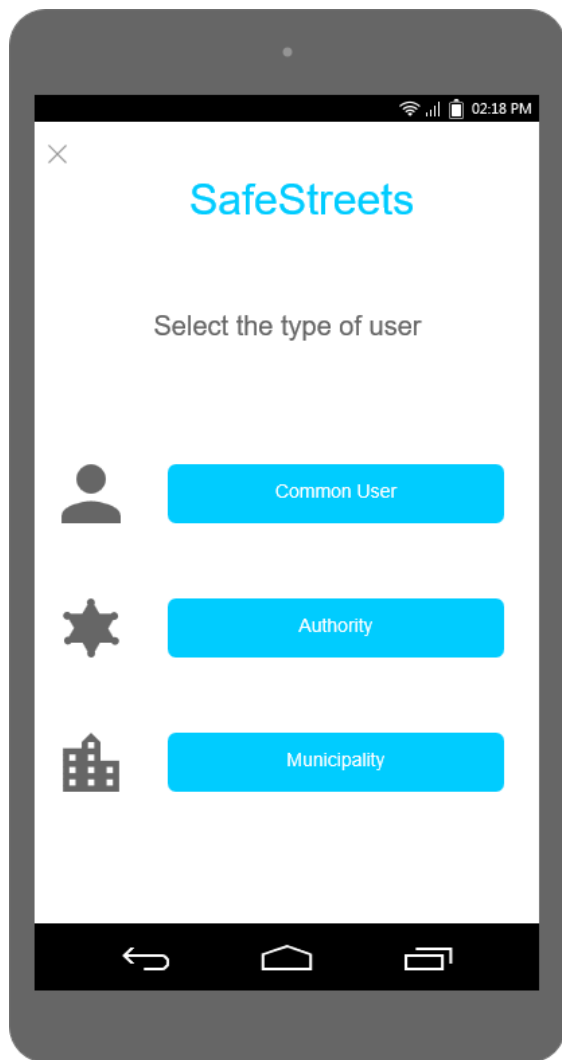 02:18 PM
SafeStreets
Select the type of user
Common User
Authority
Municipality